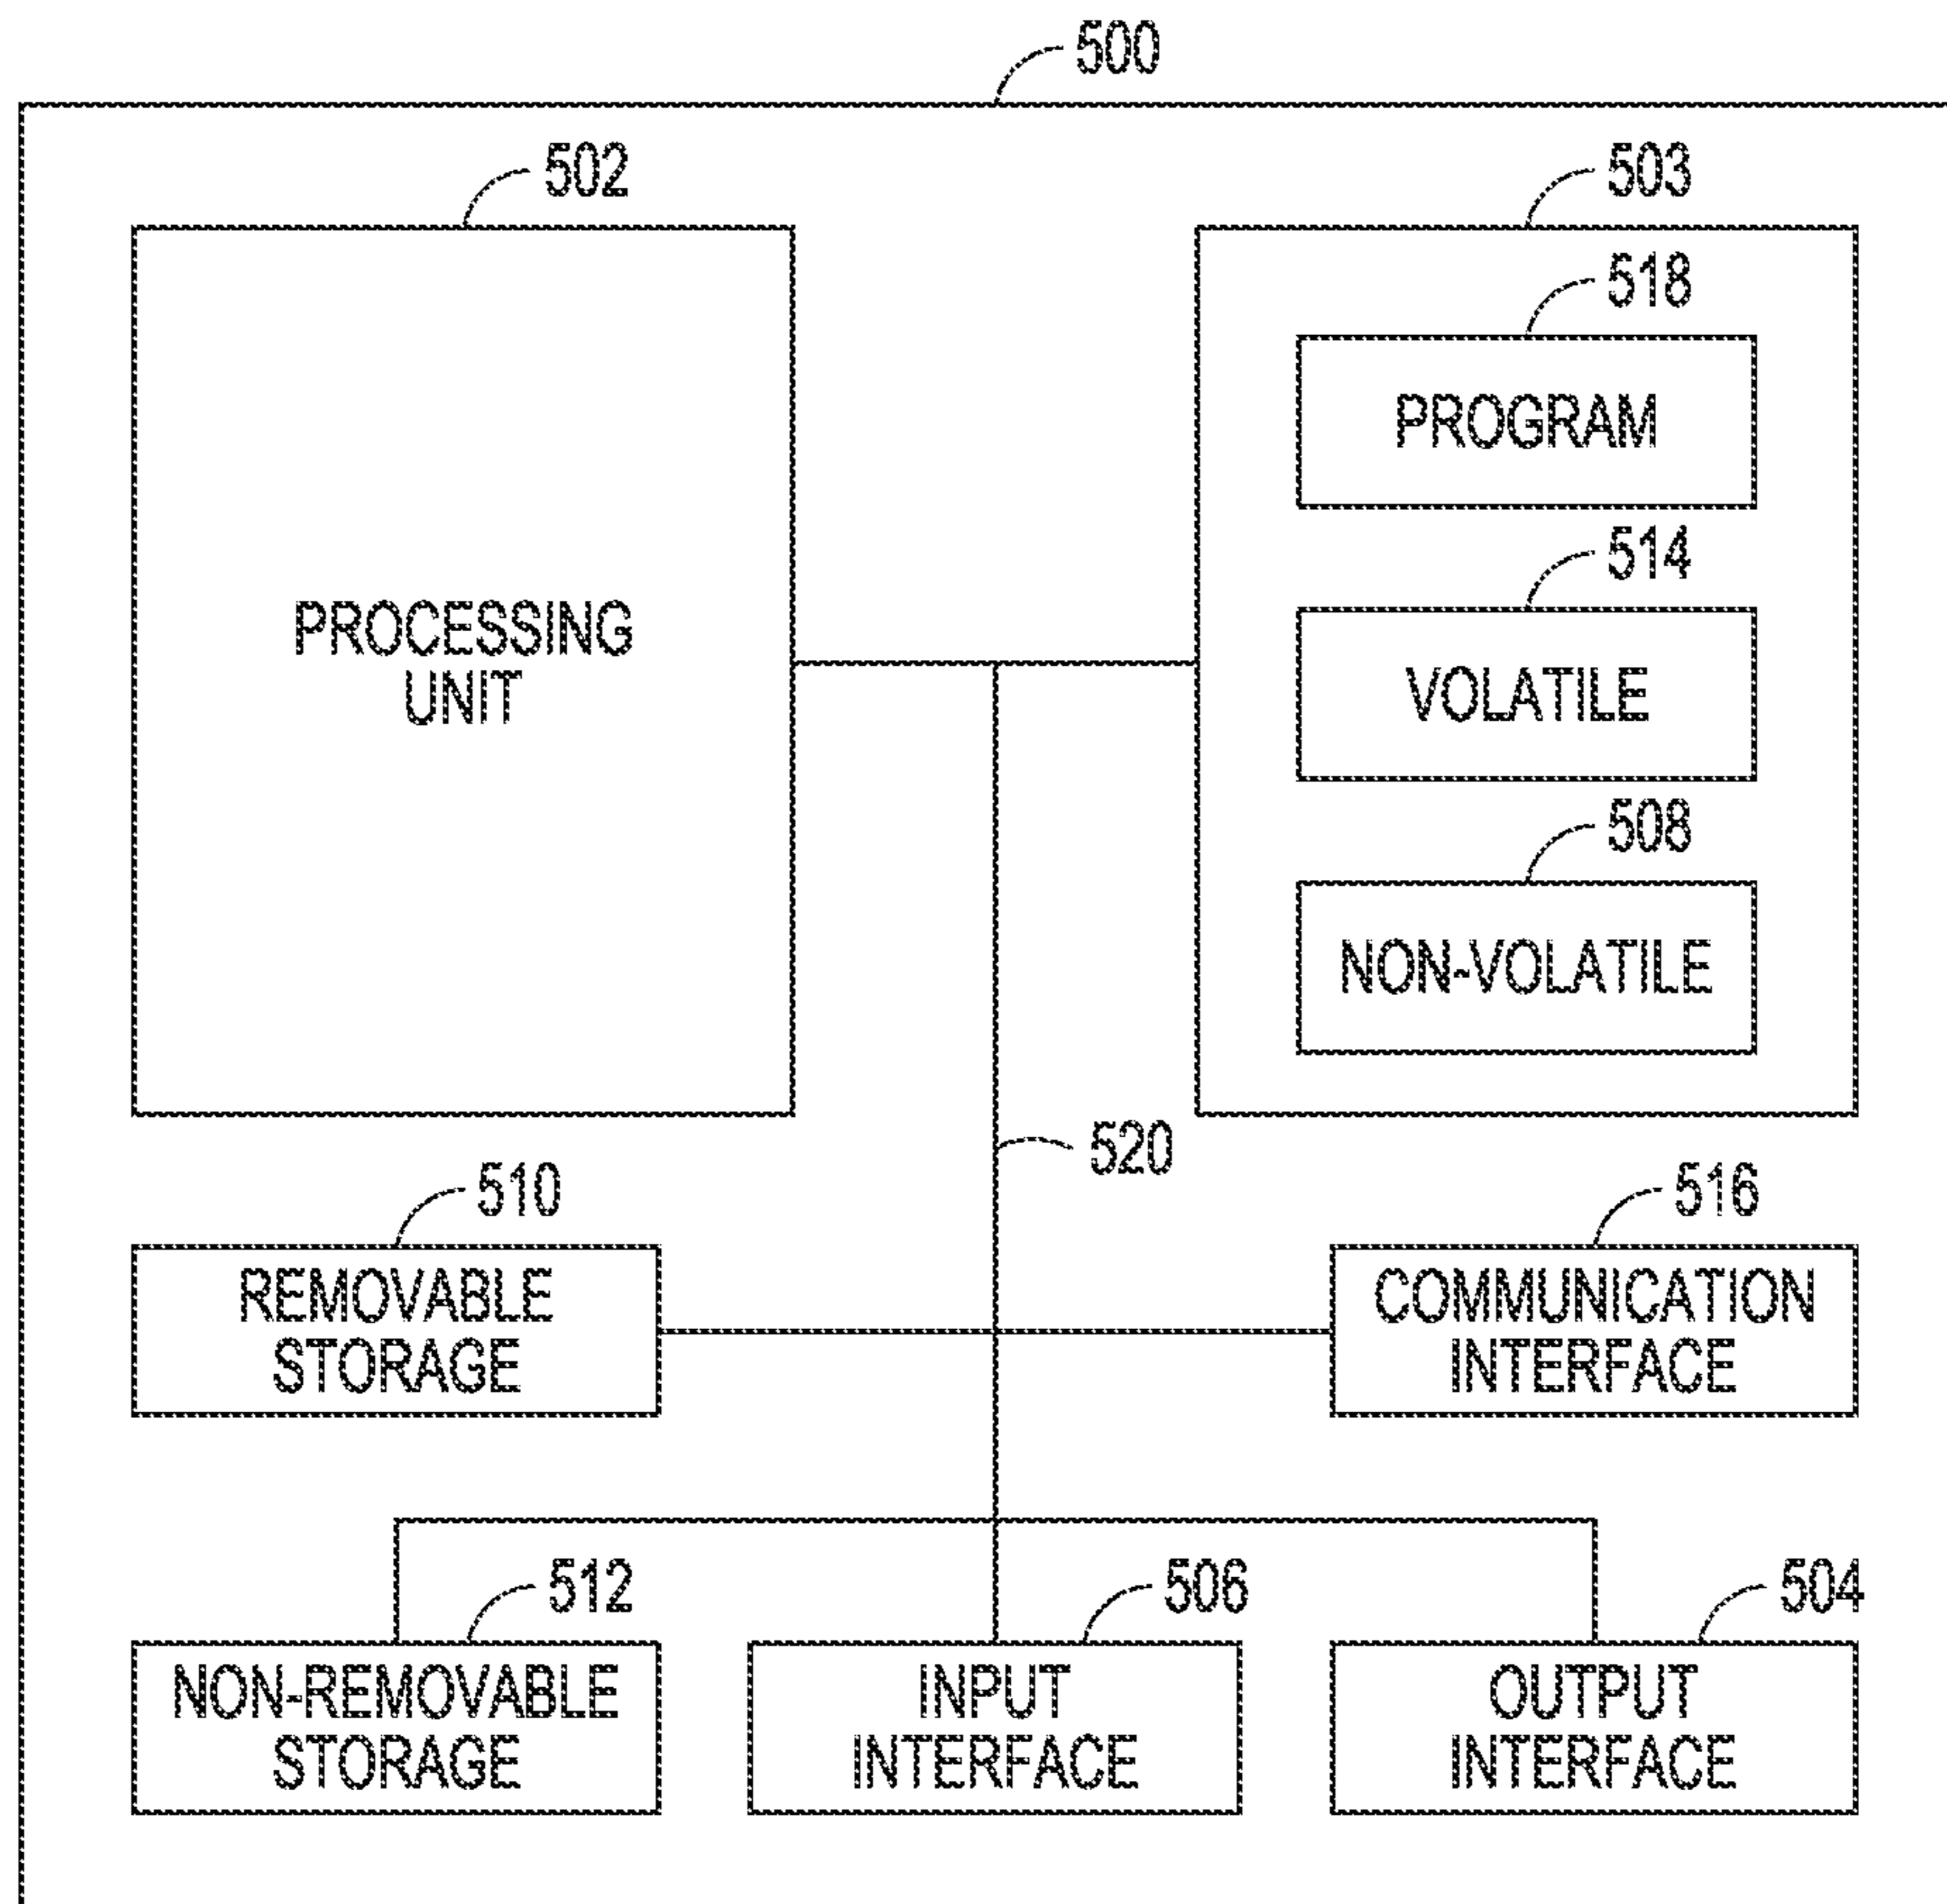 500
502
503
518
PROGRAM
514
VOLATILE
PROCESSING
UNIT
508
NON-VOLATILE
520
510
516
REMOVABLE
STORAGE
COMMUNICATION
INTERFACE
512
506
504
NON-REMOVABLE
STORAGE
INPUT
INTERFACE
OUTPUT
INTERFACE